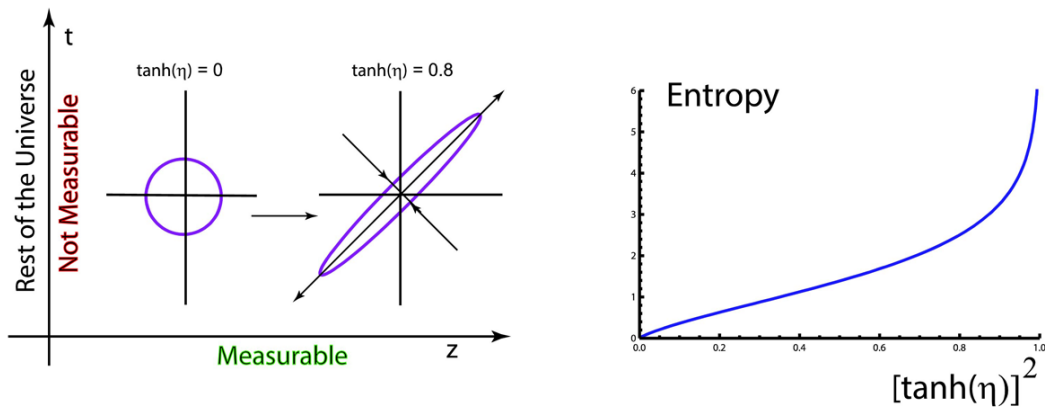 t
Rest of the Universe
Not Measurable
tanh(η) = 0
tanh(η) = 0.8
Measurable
z
Entropy
6
5
4
3
2
1
0
0.0 0.2 0.4 0.6 0.8 1.0
[tanh(η)]²